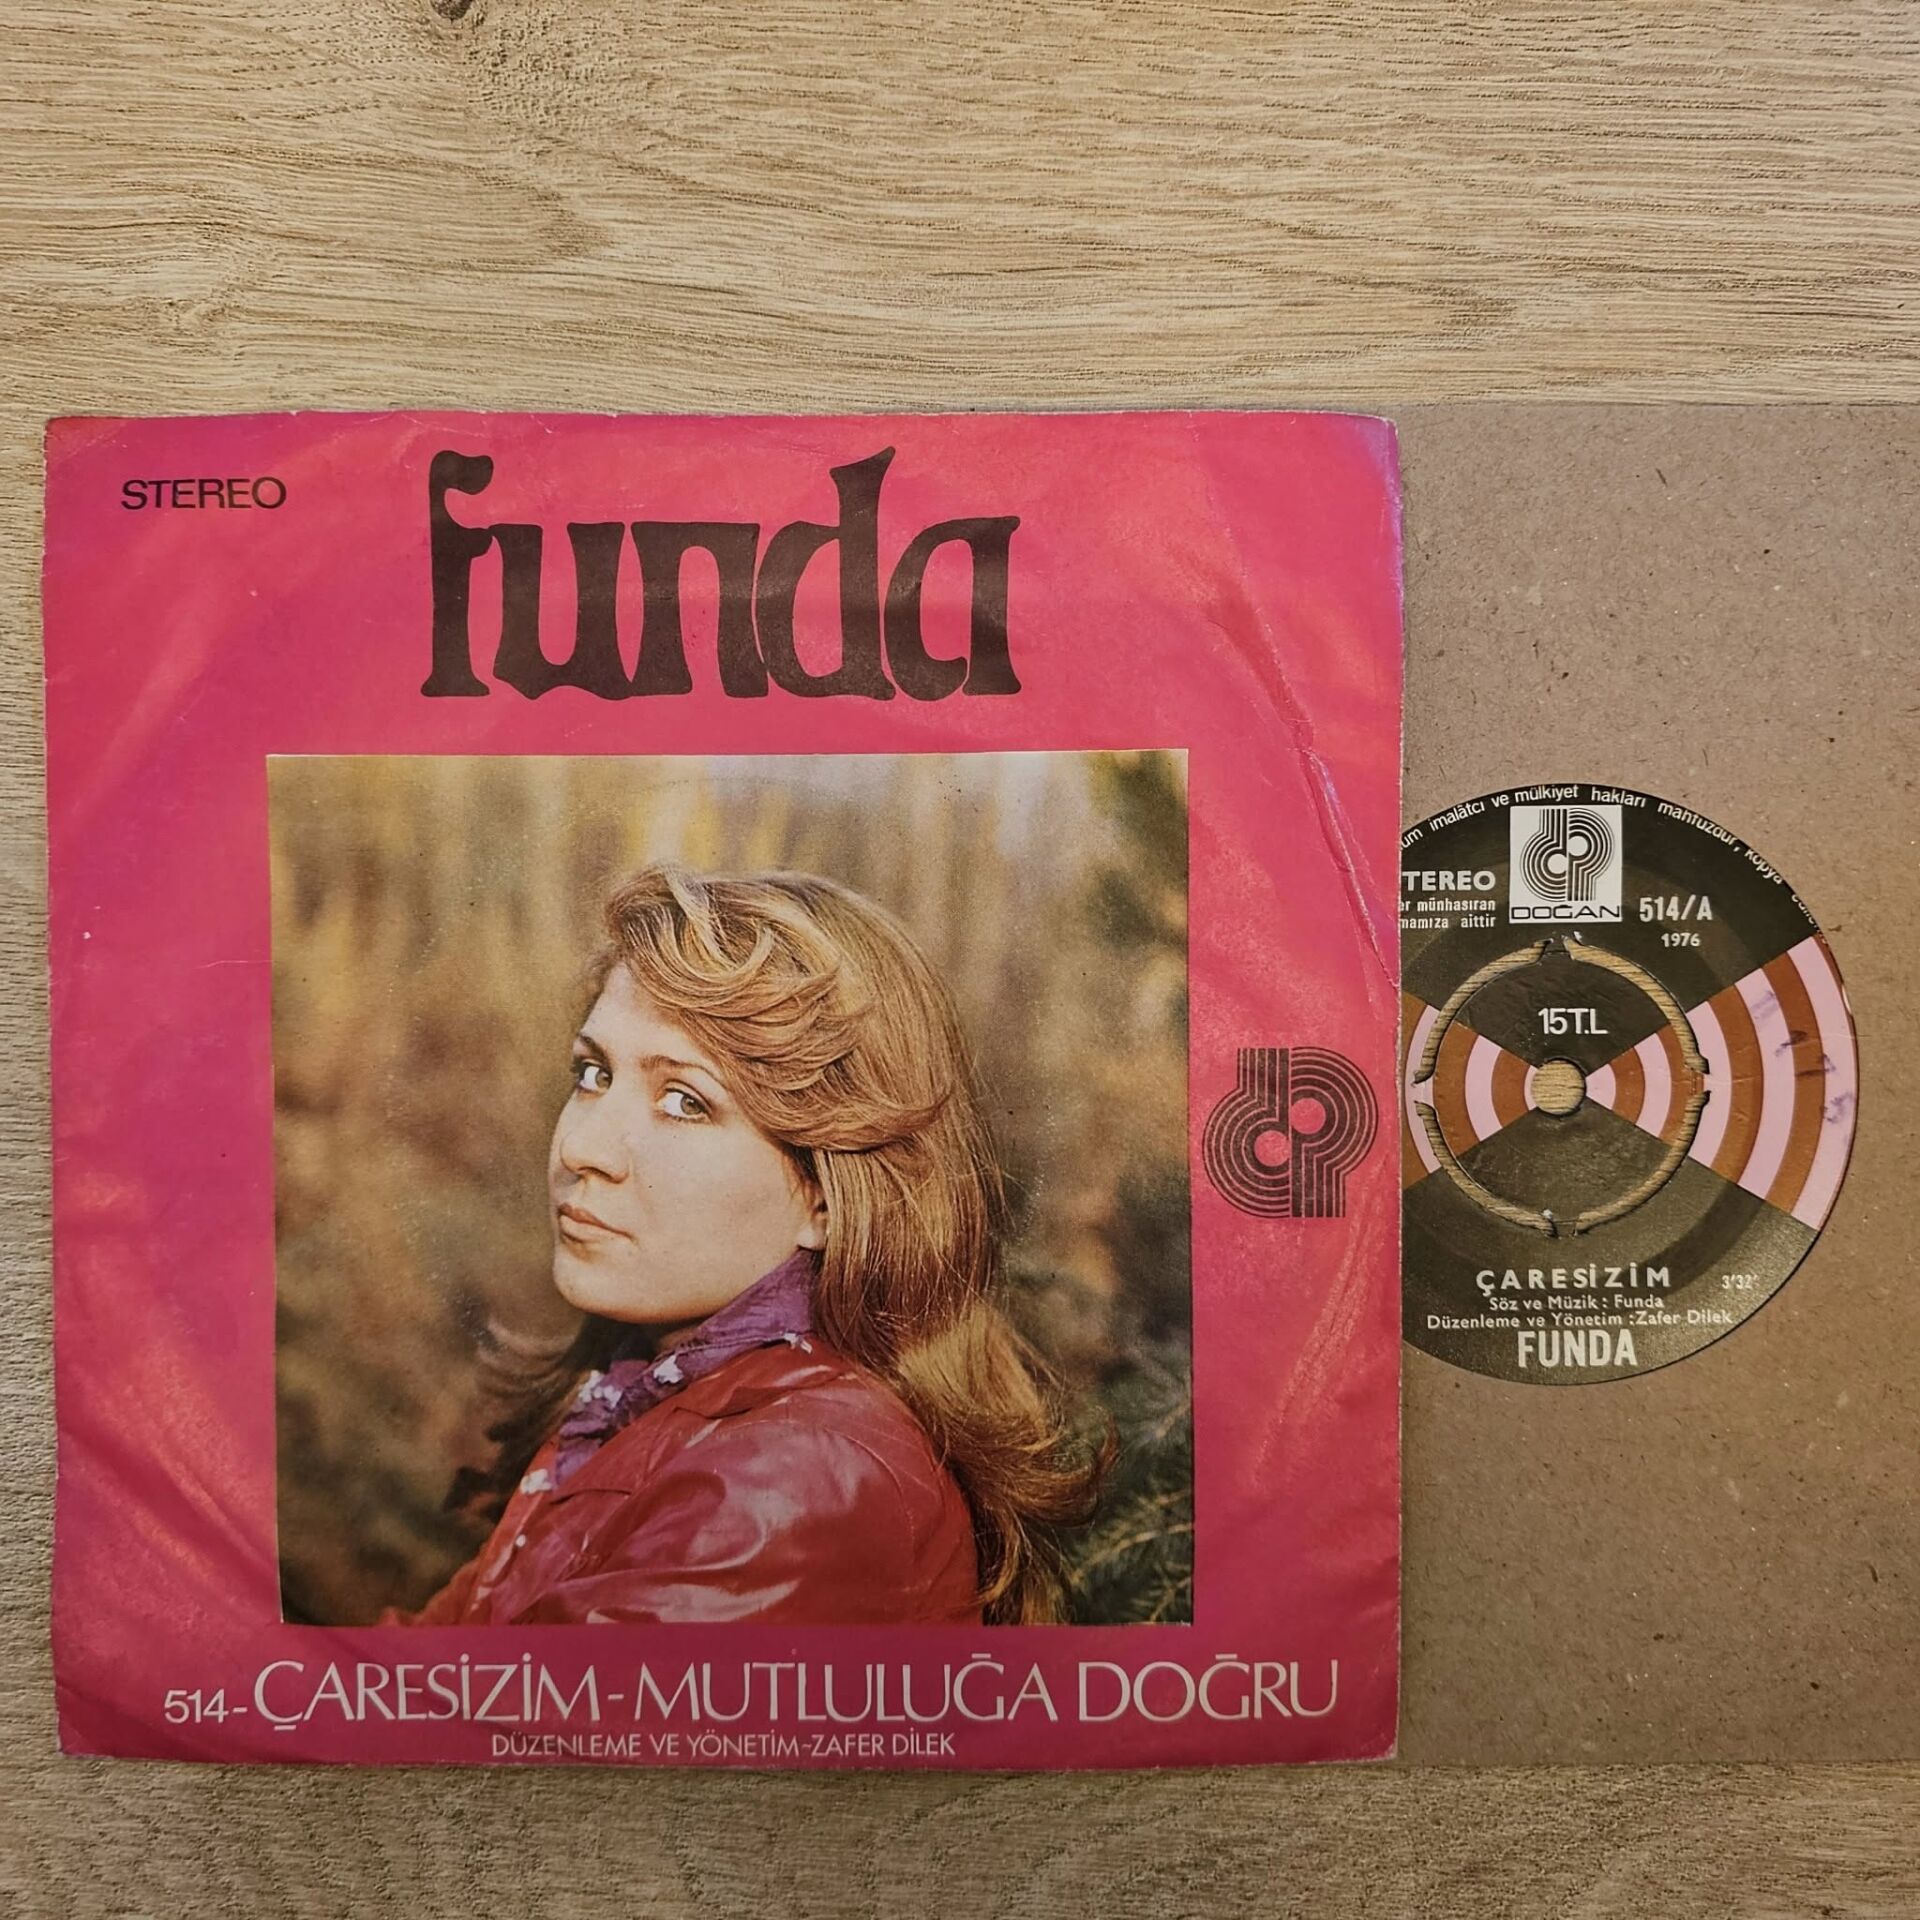 STEREO
funda
514-ÇARESİZİM-MUTLULUĞA DOĞRU
DÜZENLEME VE YÖNETİM-ZAFER DİLEK
imalâtcı ve mülkiyet hakları mahfuzdur, kopya
TEREO
DOĞAN
514/A
münhasıran
aittir
1976
15T.L
ÇARESİZİM 3'32"
Söz ve Müzik : Funda
Düzenleme ve Yönetim :Zafer Dilek
FUNDA